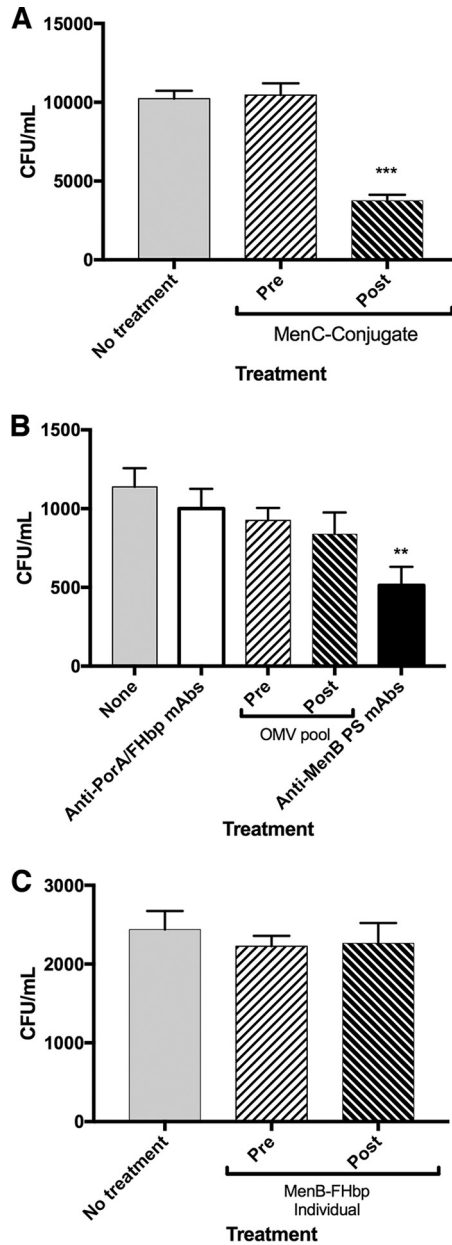 A
15000
10000
5000
0
CFU/mL
***
No treatment
Pre
Post
MenC-Conjugate
Treatment
B
1500
1000
500
0
CFU/mL
**
None
Anti-PorA/FHbp mAbs
Pre
Post
Anti-MenB PS mAbs
OMV pool
Treatment
C
3000
2000
1000
0
CFU/mL
No treatment
Pre
Post
MenB-FHbp
Individual
Treatment